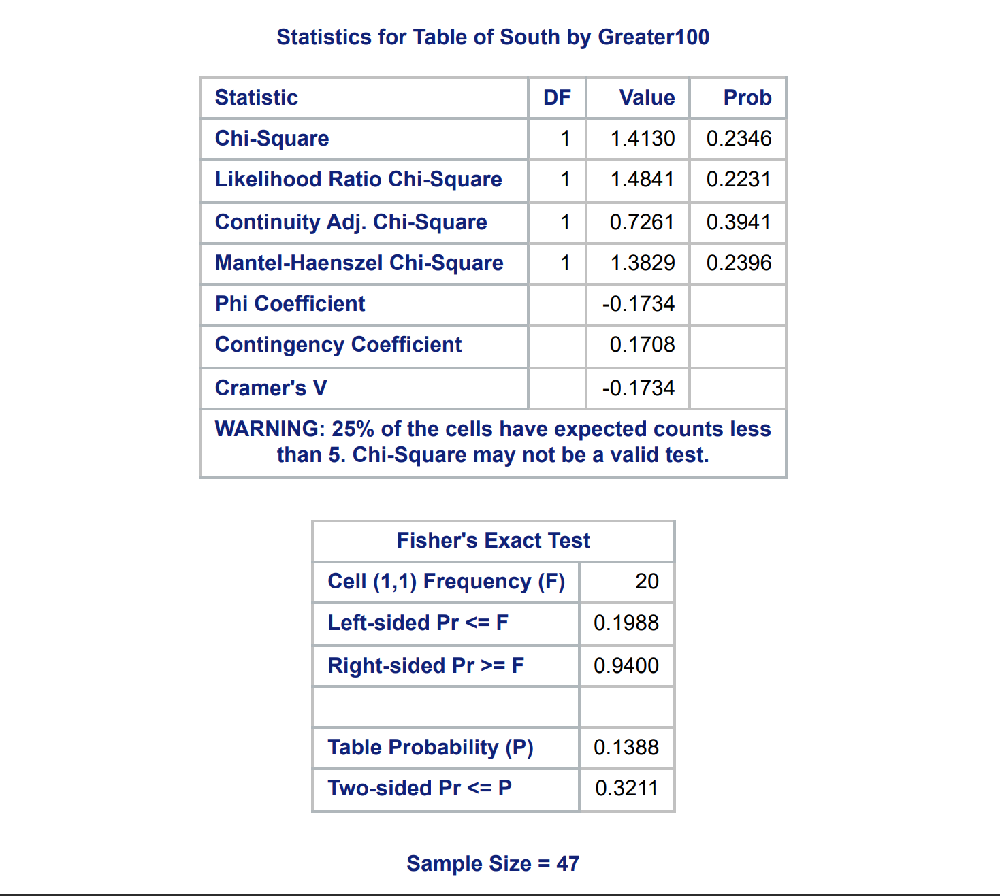 Statistics for Table of South by Greater100
Statistic DF Value Prob
Chi-Square 1 1.4130 0.2346
Likelihood Ratio Chi-Square 1 1.4841 0.2231
Continuity Adj. Chi-Square 1 0.7261 0.3941
Mantel-Haenszel Chi-Square 1 1.3829 0.2396
Phi Coefficient -0.1734
Contingency Coefficient 0.1708
Cramer's V -0.1734
WARNING: 25% of the cells have expected counts less
than 5. Chi-Square may not be a valid test.
Fisher's Exact Test
Cell (1,1) Frequency (F) 20
Left-sided Pr <= F 0.1988
Right-sided Pr >= F 0.9400
Table Probability (P) 0.1388
Two-sided Pr <= P 0.3211
Sample Size = 47